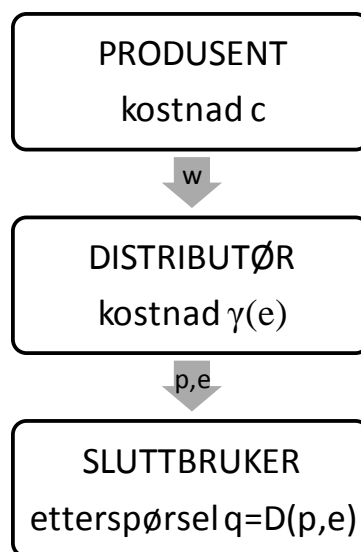 PRODUSENT
kostnad c
w
DISTRIBUTØR
kostnad γ(e)
p,e
SLUTTBRUKER
etterspørsel q=D(p,e)